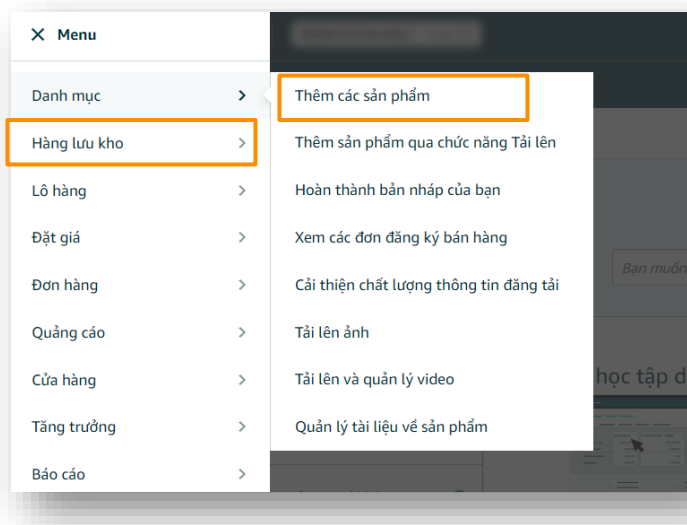 Menu
Danh mục
Hàng lưu kho
Lô hàng
Đặt giá
Đơn hàng
Quảng cáo
Cửa hàng
Tăng trưởng
Báo cáo
Thêm các sản phẩm
Thêm sản phẩm qua chức năng Tải lên
Hoàn thành bản nháp của bạn
Xem các đơn đăng ký bán hàng
Cải thiện chất lượng thông tin đăng tải
Tải lên ảnh
Tải lên và quản lý video
Quản lý tài liệu về sản phẩm
Bạn muốn
học tập d